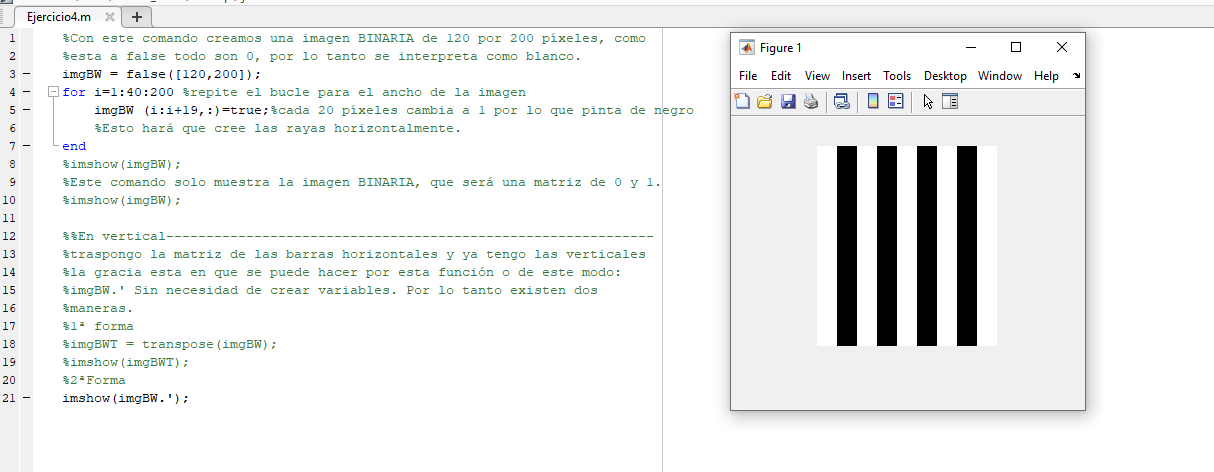 Ejercicio4.m
1 %Con este comando creamos una imagen BINARIA de 120 por 200 píxeles, como
2 %esta a false todo son 0, por lo tanto se interpreta como blanco.
3 imgBW = false([120,200]);
4 for i=1:40:200 %repite el bucle para el ancho de la imagen
5 imgBW (i:i+19,:)=true;%cada 20 píxeles cambia a 1 por lo que pinta de negro
6 %Esto hará que cree las rayas horizontalmente.
7 end
8 %imshow(imgBW);
9 %Este comando solo muestra la imagen BINARIA, que será una matriz de 0 y 1.
10 %imshow(imgBW);
11
12 %%En vertical-------------------------------------------------------------
13 %traspongo la matriz de las barras horizontales y ya tengo las verticales
14 %la gracia esta en que se puede hacer por esta función o de este modo:
15 %imgBW.' Sin necesidad de crear variables. Por lo tanto existen dos
16 %maneras.
17 %1ª forma
18 %imgBWT = transpose(imgBW);
19 %imshow(imgBWT);
20 %2ªForma
21 imshow(imgBW.');
Figure 1
File Edit View Insert Tools Desktop Window Help